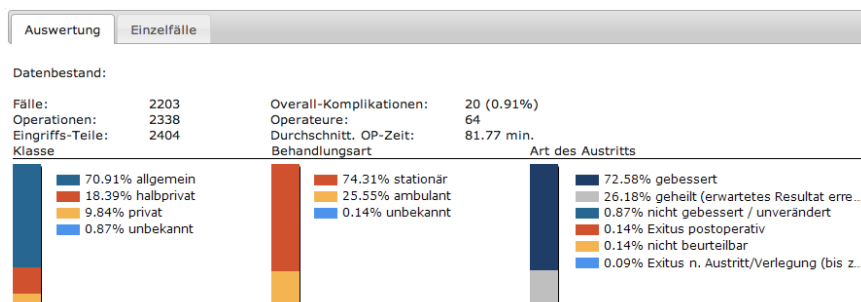 Auswertung Einzelfälle
Datenbestand:
Fälle: 2203 Overall-Komplikationen: 20 (0.91%)
Operationen: 2338 Operateure: 64
Eingriffs-Teile: 2404 Durchschnitt. OP-Zeit: 81.77 min.
Klasse Behandlungsart Art des Austritts
70.91% allgemein 74.31% stationär 72.58% gebessert
18.39% halbprivat 25.55% ambulant 26.18% geheilt (erwartetes Resultat erre...
9.84% privat 0.14% unbekannt 0.87% nicht gebessert / unverändert
0.87% unbekannt 0.14% Exitus postoperativ
0.14% nicht beurteilbar
0.09% Exitus n. Austritt/Verlegung (bis z...